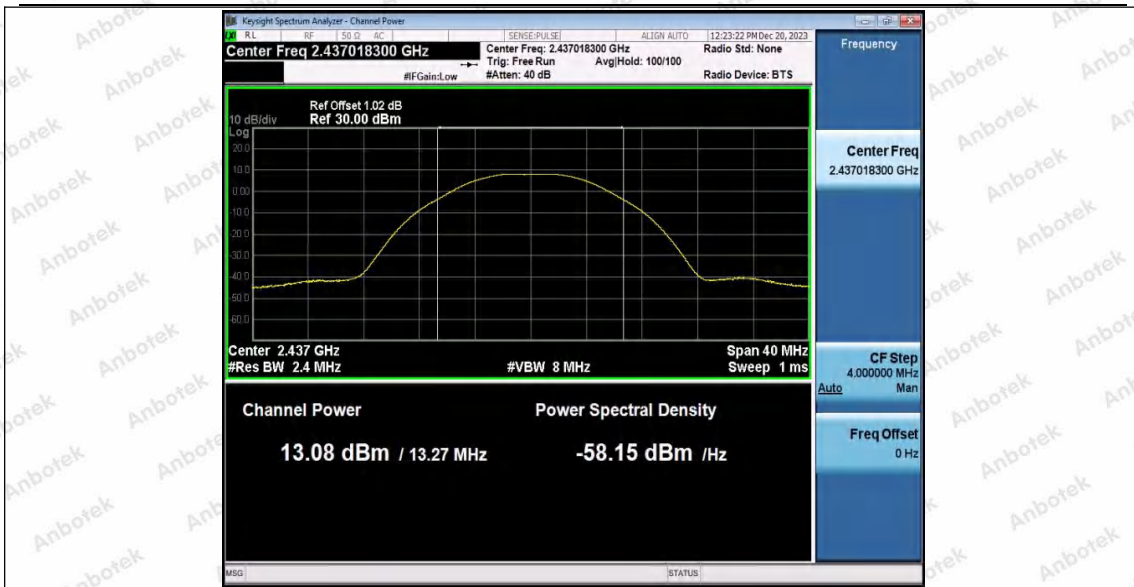 Keysight Spectrum Analyzer - Channel Power
RL RF 50 Ω AC SENSE:PULSE ALIGN AUTO 12:23:22 PM Dec 20, 2023
Center Freq 2.437018300 GHz
Center Freq: 2.437018300 GHz
Radio Std: None
Trig: Free Run Avg|Hold: 100/100
#IFGain:Low
#Atten: 40 dB
Radio Device: BTS
Ref Offset 1.02 dB
10 dB/div Ref 30.00 dBm
Log
20.0
10.0
0.00
-10.0
-20.0
-30.0
-40.0
-50.0
-60.0
Center 2.437 GHz Span 40 MHz
#Res BW 2.4 MHz #VBW 8 MHz Sweep 1 ms
Channel Power Power Spectral Density
13.08 dBm / 13.27 MHz -58.15 dBm /Hz
MSG STATUS
Frequency
Center Freq
2.437018300 GHz
CF Step
4.000000 MHz
Auto Man
Freq Offset
0 Hz
Anbotek